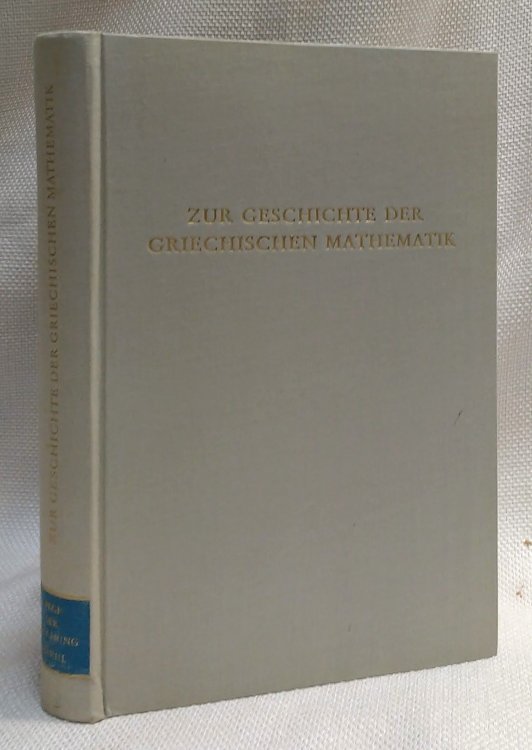 ZUR GESCHICHTE DER
GRIECHISCHEN MATHEMATIK
ZUR GESCHICHTE DER GRIECHISCHEN MATHEMATIK